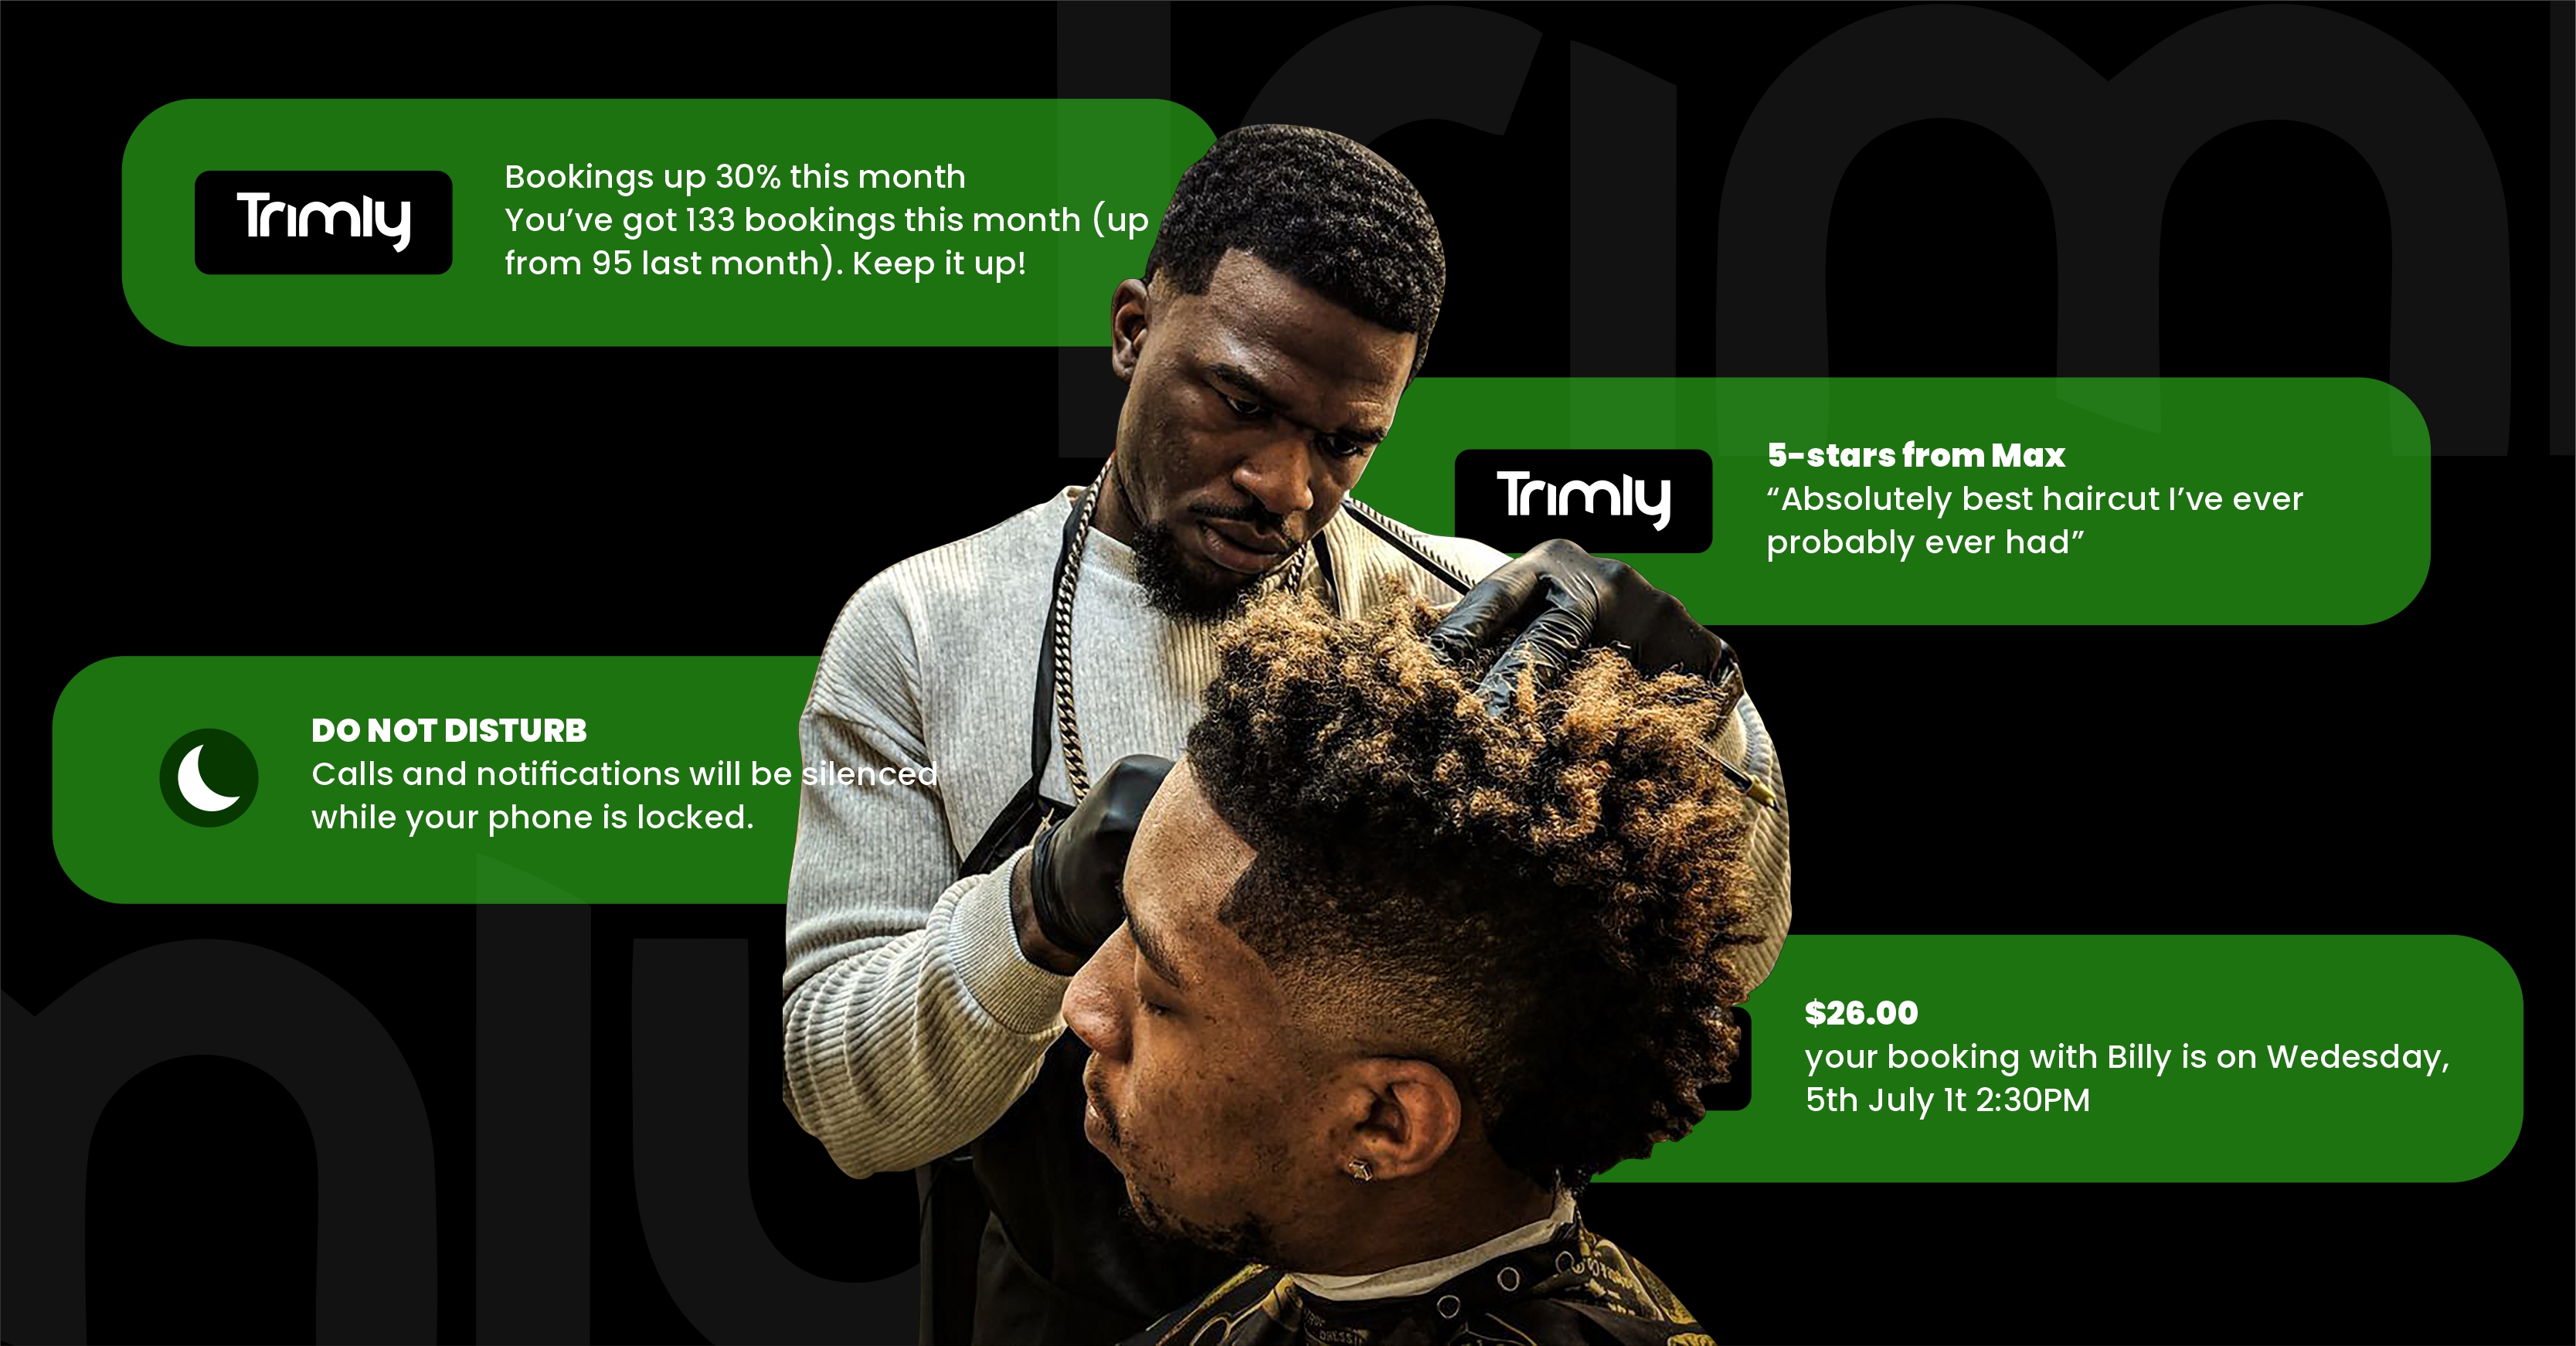 Trimly
Bookings up 30% this month
You’ve got 133 bookings this month (up
from 95 last month). Keep it up!
Trimly
5-stars from Max
“Absolutely best haircut I’ve ever
probably ever had”
DO NOT DISTURB
Calls and notifications will be silenced
while your phone is locked.
$26.00
your booking with Billy is on Wedesday,
5th July 1t 2:30PM